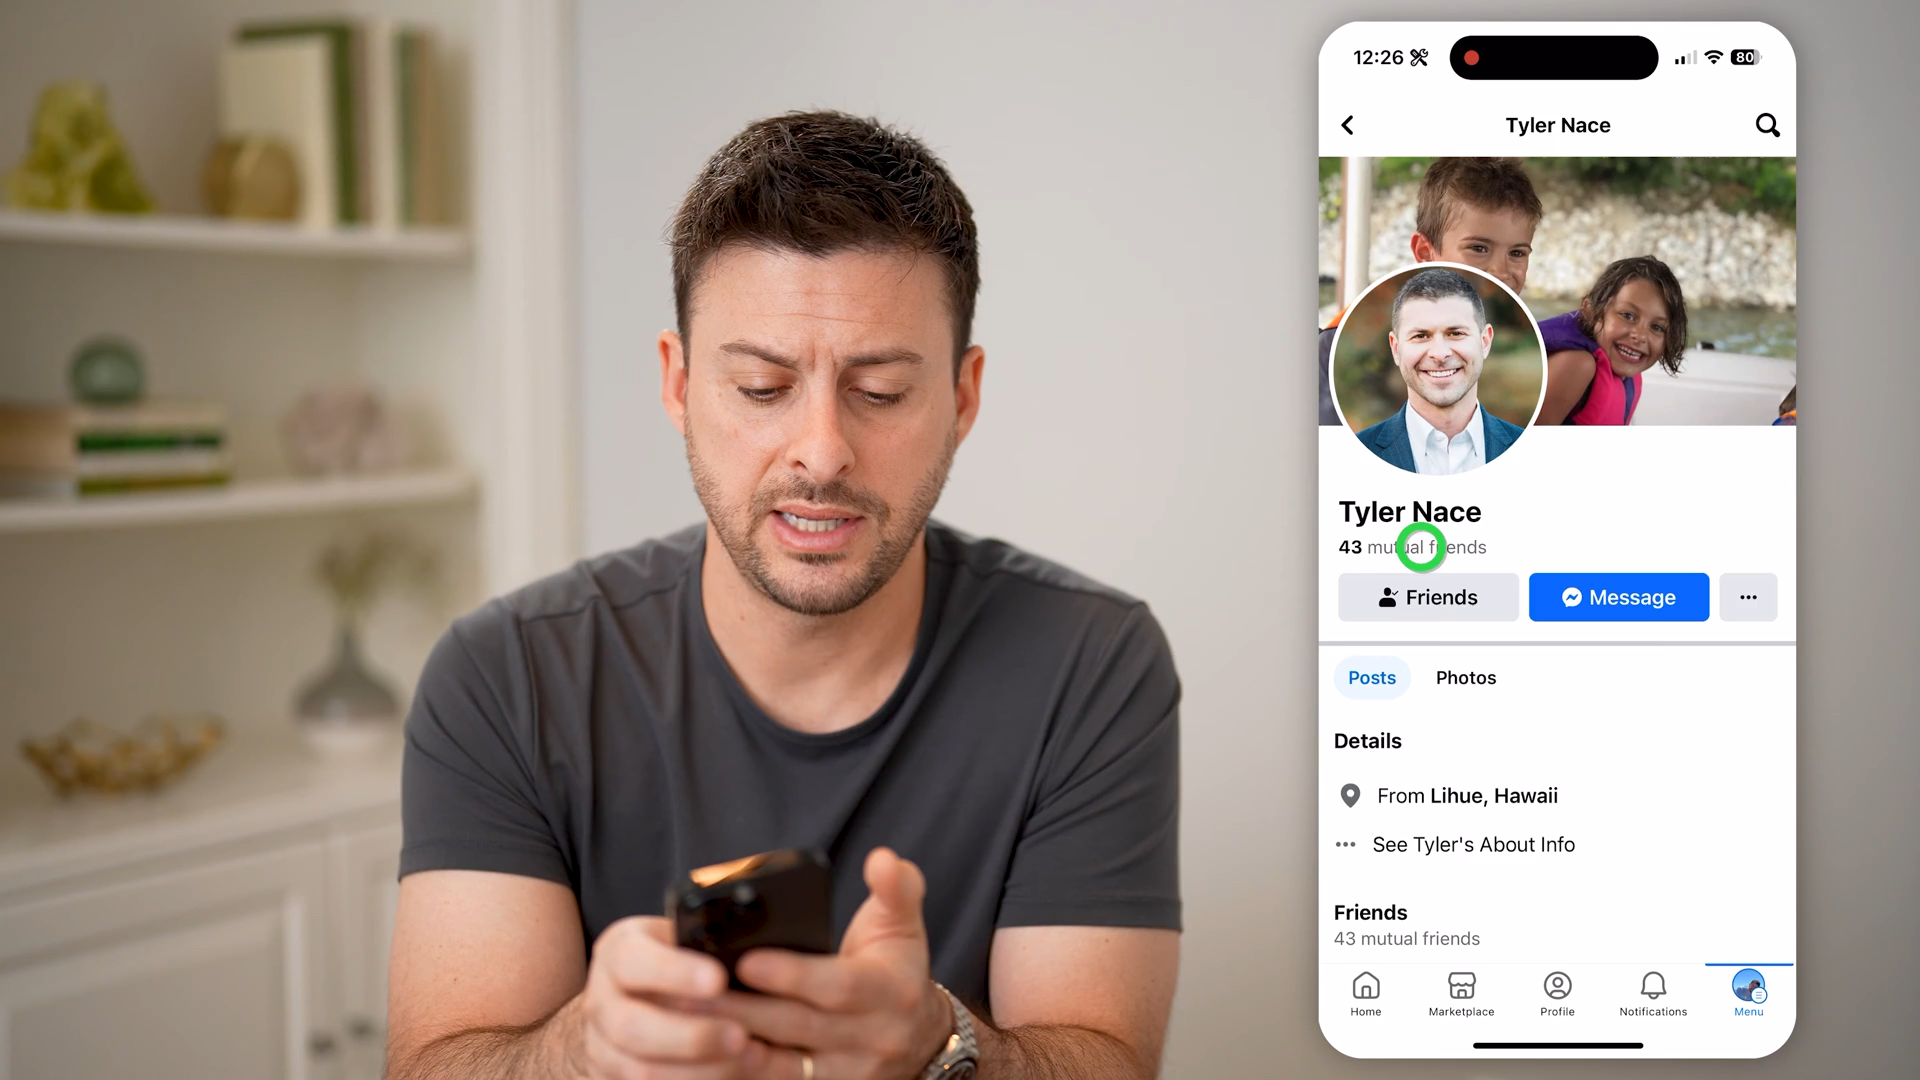 12:26
80
Tyler Nace
Tyler Nace
43 mutual friends
Friends
Message
Posts
Photos
Details
From Lihue, Hawaii
See Tyler's About Info
Friends
43 mutual friends
Home
Marketplace
Profile
Notifications
Menu